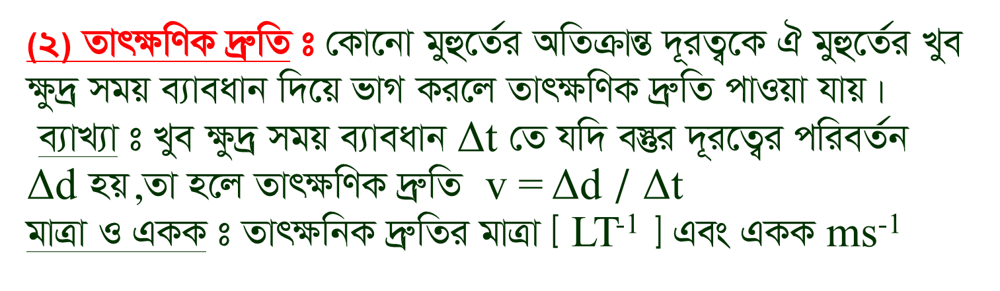 (২) তাৎক্ষণিক দ্রুতি ঃ কোনো মুহুর্তের অতিক্রান্ত দূরত্বকে ঐ মুহুর্তের খুব
ক্ষুদ্র সময় ব্যাবধান দিয়ে ভাগ করলে তাৎক্ষণিক দ্রুতি পাওয়া যায়।
ব্যাখ্যা ঃ খুব ক্ষুদ্র সময় ব্যাবধান Δt তে যদি বস্তুর দূরত্বের পরিবর্তন
Δd হয় ,তা হলে তাৎক্ষণিক দ্রুতি v = Δd / Δt
মাত্রা ও একক ঃ তাৎক্ষনিক দ্রুতির মাত্রা [ LT⁻¹ ] এবং একক ms⁻¹